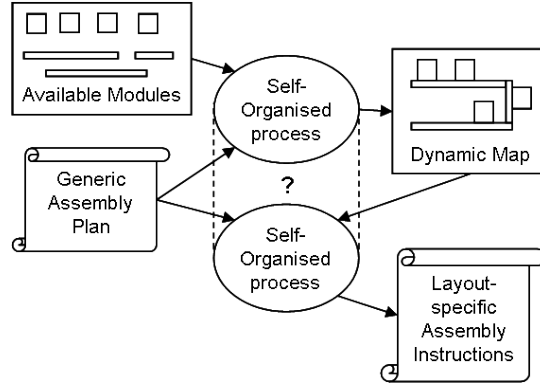 Available Modules
Self-
Organised
process
Dynamic Map
Generic
Assembly
Plan
?
Self-
Organised
process
Layout-
specific
Assembly
Instructions